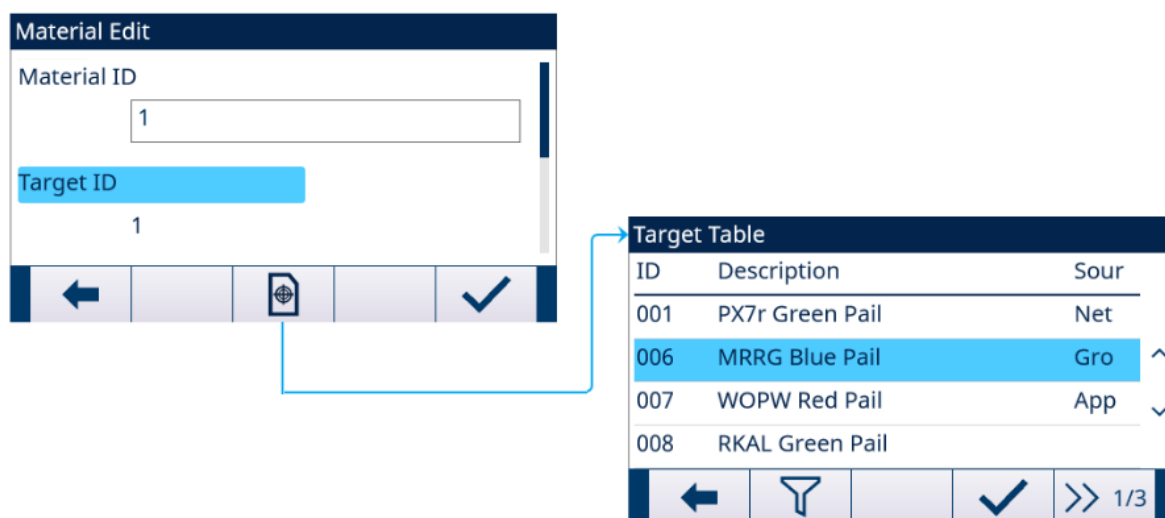 Material Edit
Material ID
1
Target ID
1
Target Table
ID Description Sour
001 PX7r Green Pail Net
006 MRRG Blue Pail Gro
007 WOPW Red Pail App
008 RKAL Green Pail
1/3